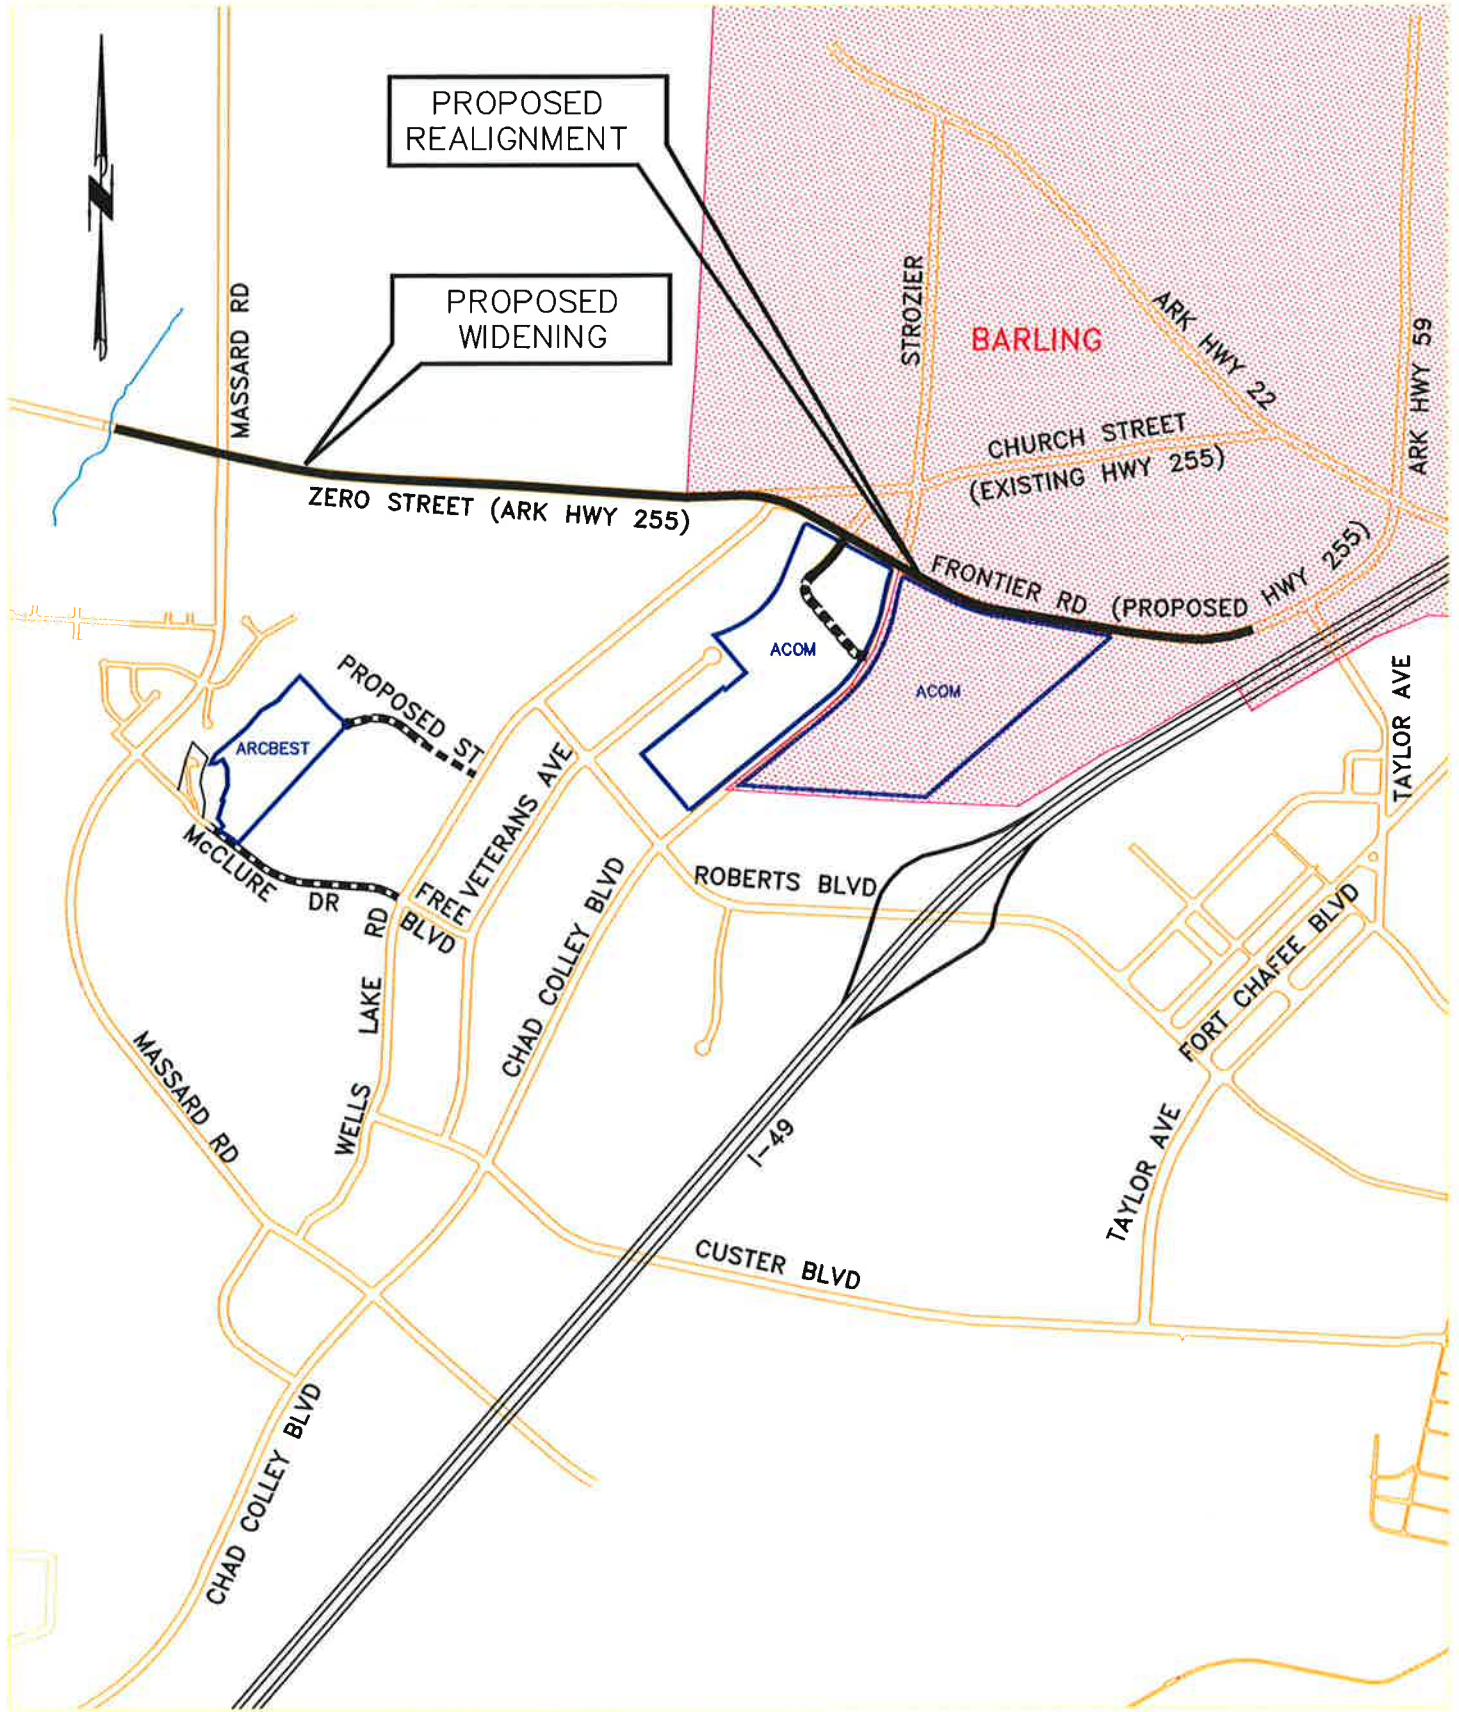 PROPOSED
REALIGNMENT
PROPOSED
WIDENING
N
MASSARD RD
STROZIER
BARLING
ARK HWY 22
ARK HWY 59
CHURCH STREET
(EXISTING HWY 255)
ZERO STREET (ARK HWY 255)
FRONTIER RD (PROPOSED HWY 255)
ACOM
ACOM
PROPOSED ST
ARCBEST
TAYLOR AVE
McCLURE DR
FREE
BLVD
VETERANS AVE
ROBERTS BLVD
CHAD COLLEY BLVD
WELLS LAKE RD
FORT CHAFEE BLVD
MASSARD RD
I-49
TAYLOR AVE
CUSTER BLVD
CHAD COLLEY BLVD